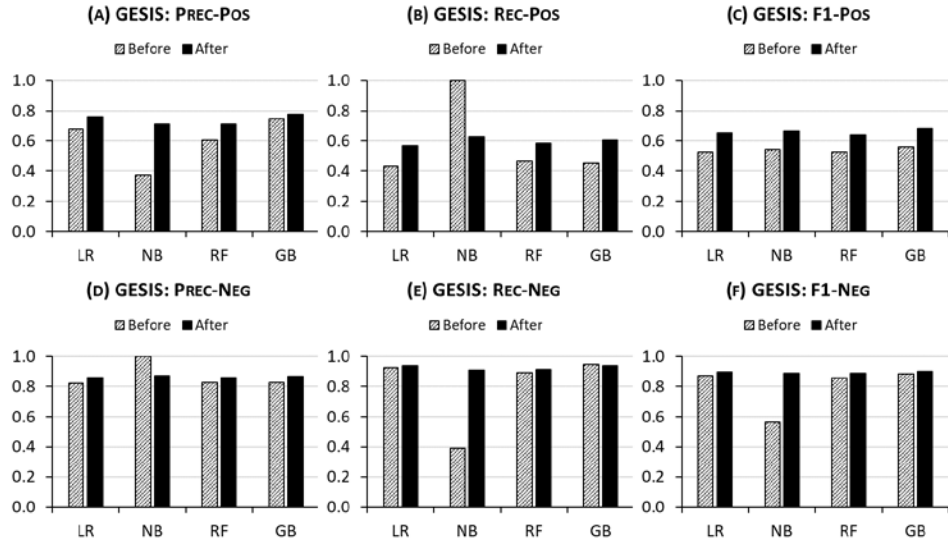 (A) GESIS: PREC-POS
Before After
1.0
0.8
0.6
0.4
0.2
0.0
LR NB RF GB
(B) GESIS: REC-POS
Before After
1.0
0.8
0.6
0.4
0.2
0.0
LR NB RF GB
(C) GESIS: F1-POS
Before After
1.0
0.8
0.6
0.4
0.2
0.0
LR NB RF GB
(D) GESIS: PREC-NEG
Before After
1.0
0.8
0.6
0.4
0.2
0.0
LR NB RF GB
(E) GESIS: REC-NEG
Before After
1.0
0.8
0.6
0.4
0.2
0.0
LR NB RF GB
(F) GESIS: F1-NEG
Before After
1.0
0.8
0.6
0.4
0.2
0.0
LR NB RF GB